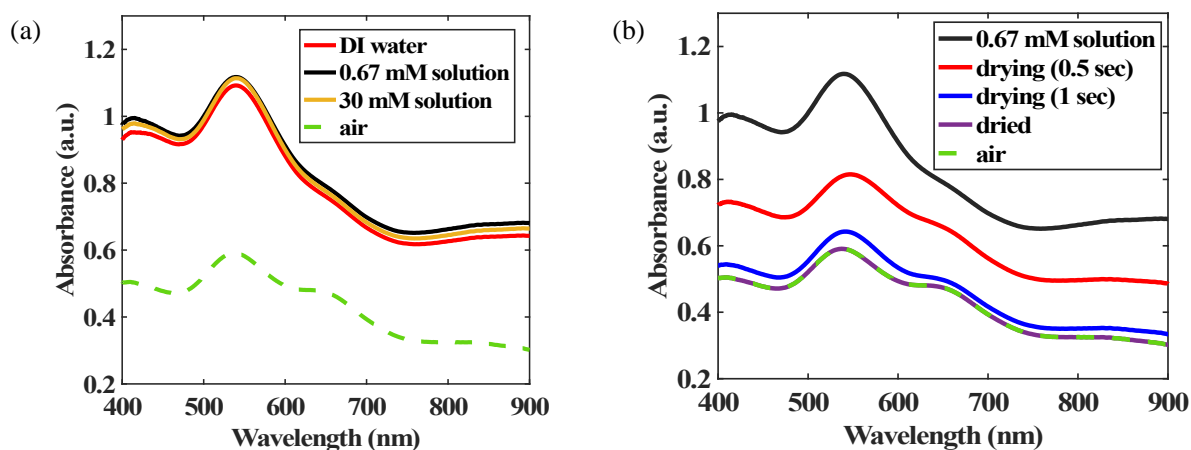 (a)
DI water
0.67 mM solution
30 mM solution
air
1.2
1
0.8
0.6
0.4
0.2
Absorbance (a.u.)
400 500 600 700 800 900
Wavelength (nm)
(b)
0.67 mM solution
drying (0.5 sec)
drying (1 sec)
dried
air
1.2
1
0.8
0.6
0.4
0.2
Absorbance (a.u.)
400 500 600 700 800 900
Wavelength (nm)